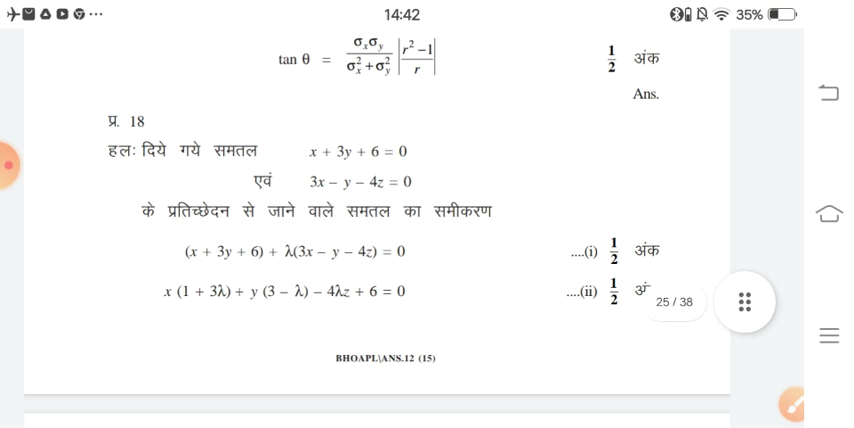 14:42
35%
tan θ = σₓσᵧ / (σₓ² + σᵧ²) |(r² – 1) / r| 1/2 अंक
Ans.
प्र. 18
हलः दिये गये समतल x + 3y + 6 = 0
एवं 3x – y – 4z = 0
के प्रतिच्छेदन से जाने वाले समतल का समीकरण
(x + 3y + 6) + λ(3x – y – 4z) = 0 ....(i) 1/2 अंक
x (1 + 3λ) + y (3 – λ) – 4λz + 6 = 0 ....(ii) 1/2
25 / 38
BHOAPL\ANS.12 (15)